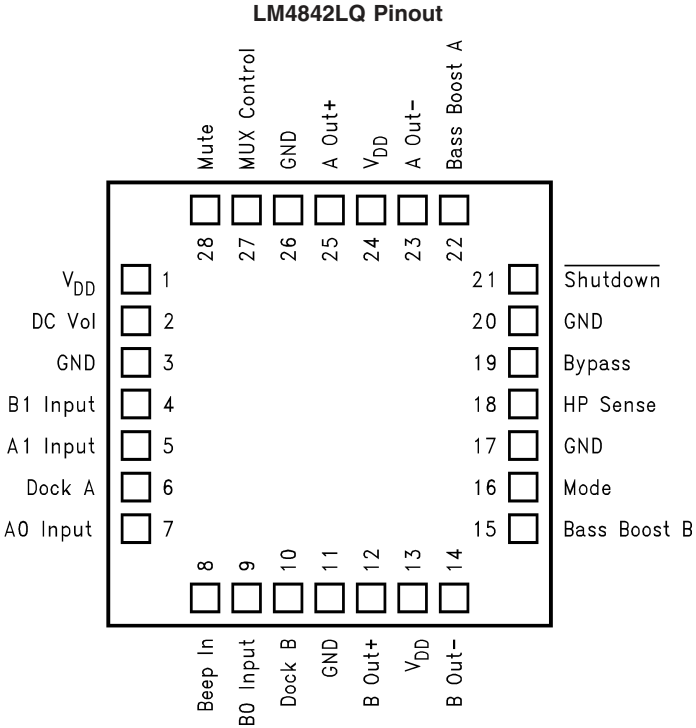 LM4842LQ Pinout
Mute
MUX Control
GND
A Out+
VDD
A Out-
Bass Boost A
28
27
26
25
24
23
22
VDD 1
DC Vol 2
GND 3
B1 Input 4
A1 Input 5
Dock A 6
A0 Input 7
21 Shutdown
20 GND
19 Bypass
18 HP Sense
17 GND
16 Mode
15 Bass Boost B
8
9
10
11
12
13
14
Beep In
B0 Input
Dock B
GND
B Out+
VDD
B Out-